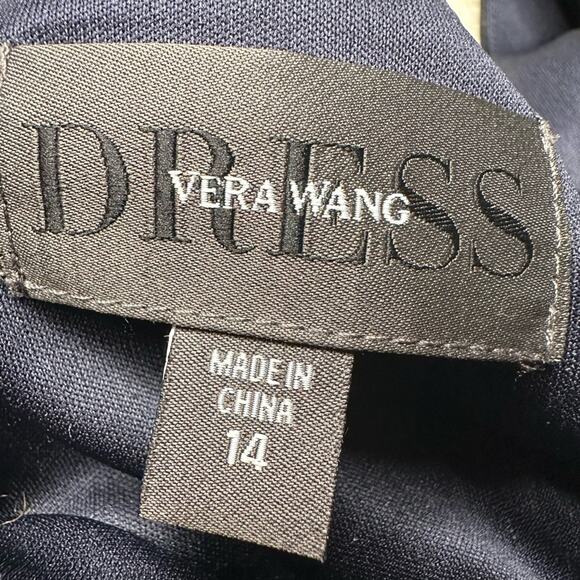 DRESS
VERA WANG
MADE IN
CHINA
14